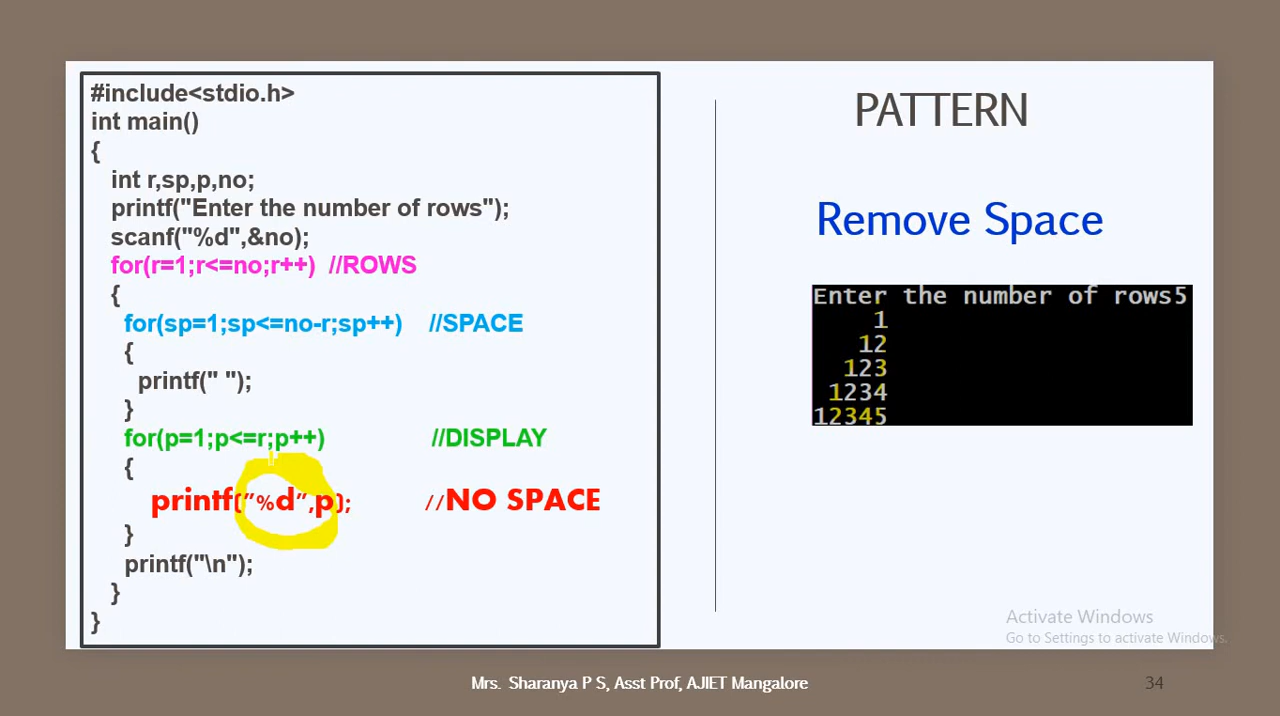 #include<stdio.h>
int main()
{
int r,sp,p,no;
printf("Enter the number of rows");
scanf("%d",&no);
for(r=1;r<=no;r++) //ROWS
{
for(sp=1;sp<=no-r;sp++) //SPACE
{
printf(" ");
}
for(p=1;p<=r;p++) //DISPLAY
{
printf(”%d”,p); //NO SPACE
}
printf("\n");
}
}
PATTERN
Remove Space
Enter the number of rows5
1
12
123
1234
12345
Activate Windows
Go to Settings to activate Windows.
Mrs. Sharanya P S, Asst Prof, AJIET Mangalore
34